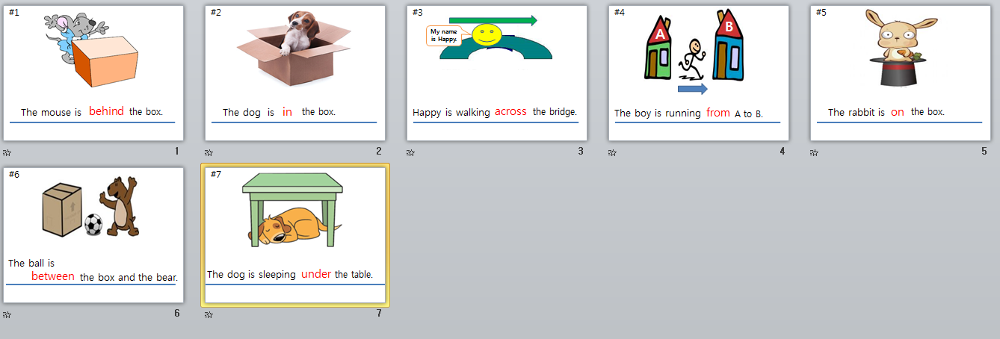 #1
The mouse is behind the box.
1
#2
The dog is in the box.
2
#3
My name
is Happy.
Happy is walking across the bridge.
3
#4
A
B
The boy is running from A to B.
4
#5
The rabbit is on the box.
5
#6
The ball is
between the box and the bear.
6
#7
The dog is sleeping under the table.
7